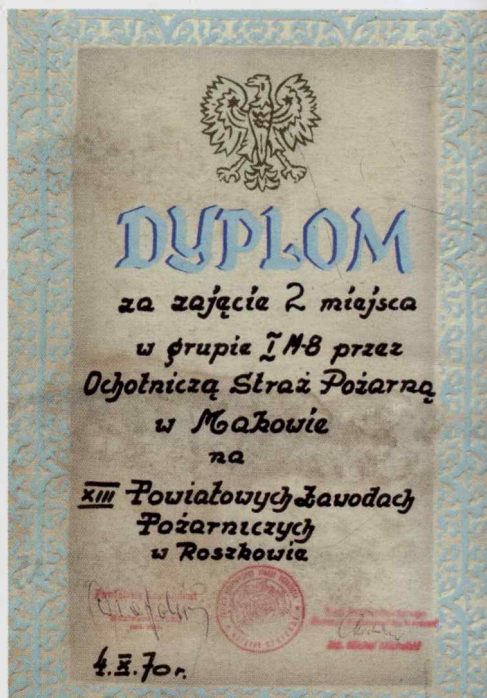 DYPLOM
za zajęcie 2 miejsca
w grupie I M-8 przez
Ochotniczą Straż Pożarną
w Makowie
na
XIII Powiatowych Zawodach
Pożarniczych
w Roszkowie
4.X.70r.